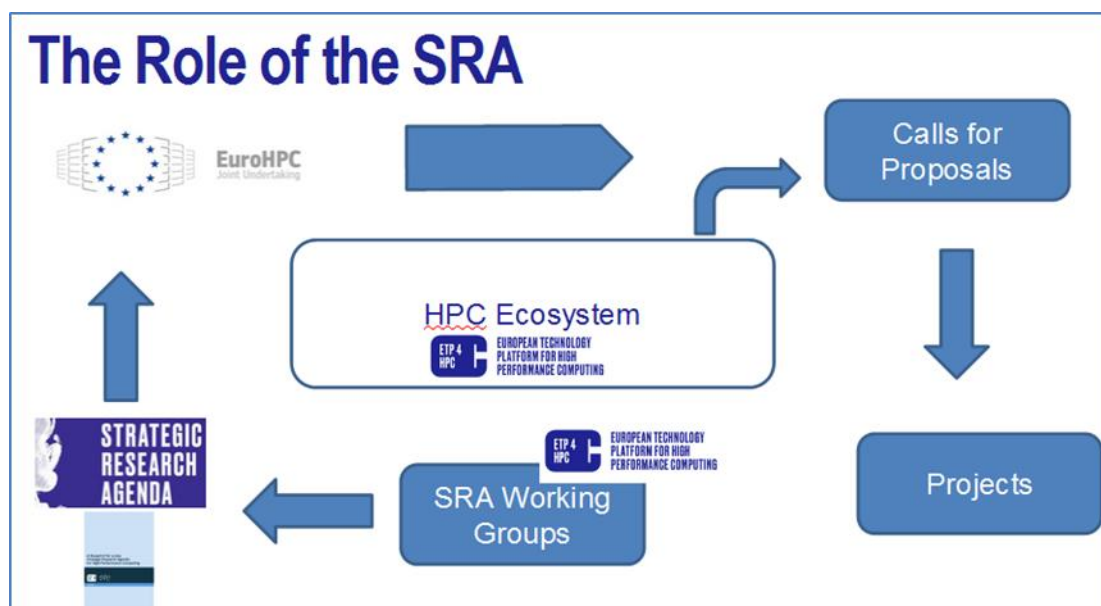 The Role of the SRA
EuroHPC
Joint Undertaking
Calls for
Proposals
HPC Ecosystem
ETP 4
HPC
EUROPEAN TECHNOLOGY
PLATFORM FOR HIGH
PERFORMANCE COMPUTING
STRATEGIC
RESEARCH
AGENDA
ETP 4
HPC
EUROPEAN TECHNOLOGY
PLATFORM FOR HIGH
PERFORMANCE COMPUTING
SRA Working
Groups
Projects